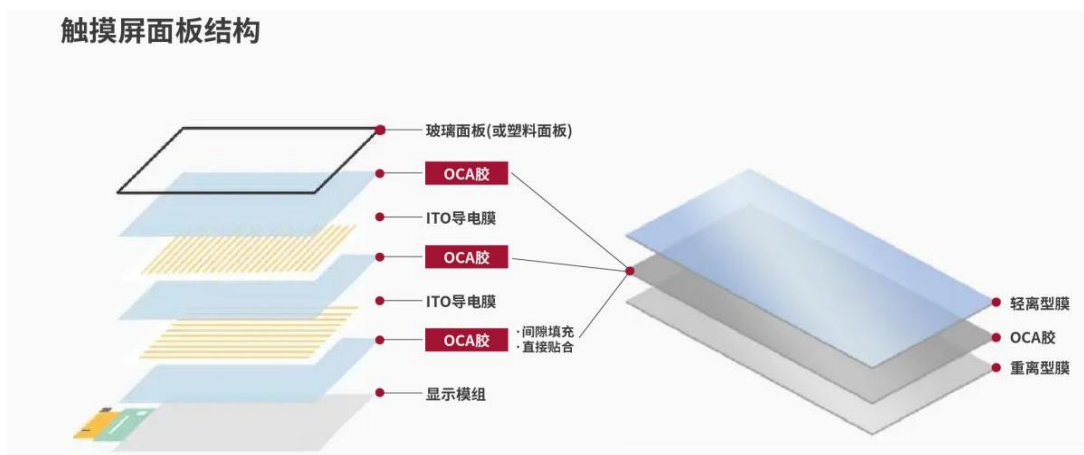 触摸屏面板结构
玻璃面板(或塑料面板)
OCA胶
ITO导电膜
OCA胶
ITO导电膜
OCA胶
·间隙填充
·直接贴合
显示模组
轻离型膜
OCA胶
重离型膜